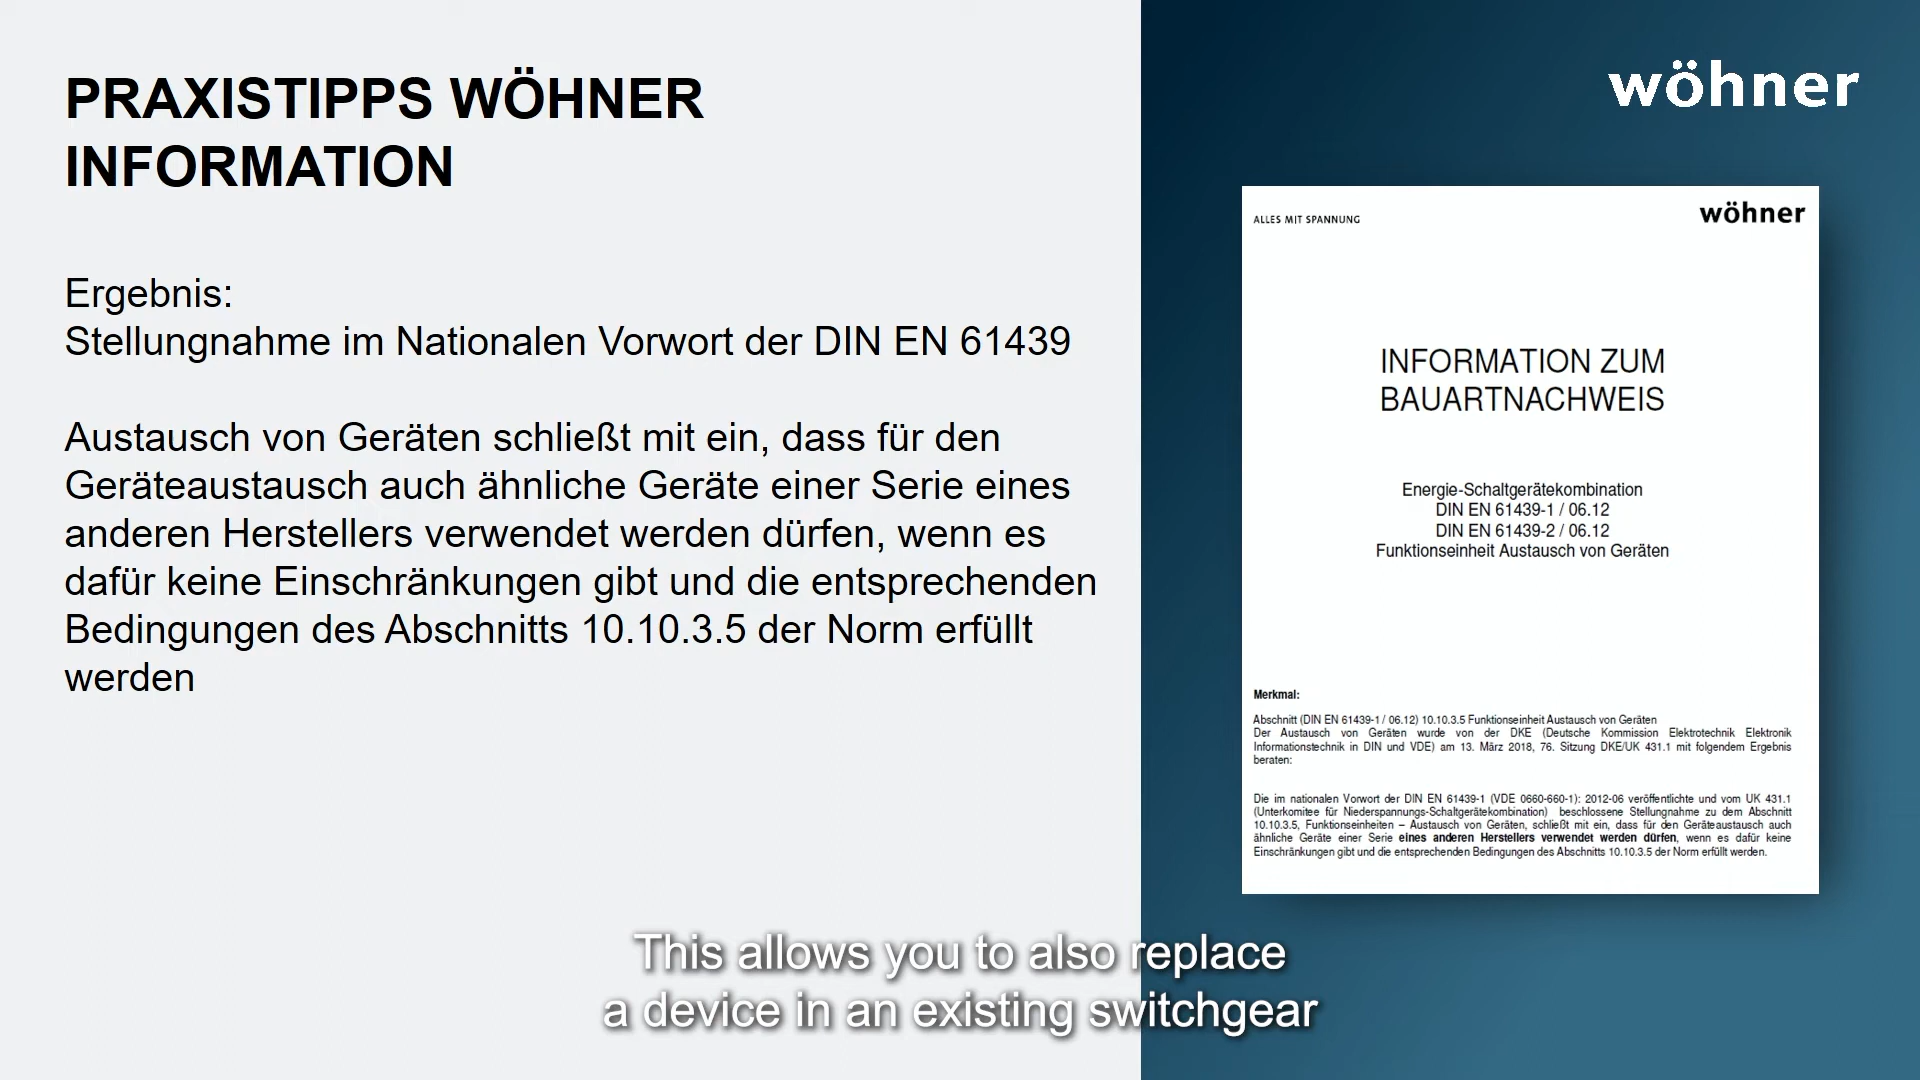 PRAXISTIPPS WÖHNER
INFORMATION
Ergebnis:
Stellungnahme im Nationalen Vorwort der DIN EN 61439
Austausch von Geräten schließt mit ein, dass für den
Geräteaustausch auch ähnliche Geräte einer Serie eines
anderen Herstellers verwendet werden dürfen, wenn es
dafür keine Einschränkungen gibt und die entsprechenden
Bedingungen des Abschnitts 10.10.3.5 der Norm erfüllt
werden
wöhner
ALLES MIT SPANNUNG
wöhner
INFORMATION ZUM
BAUARTNACHWEIS
Energie-Schaltgerätekombination
DIN EN 61439-1 / 06.12
DIN EN 61439-2 / 06.12
Funktionseinheit Austausch von Geräten
Merkmal:
Abschnitt (DIN EN 61439-1 / 06.12) 10.10.3.5 Funktionseinheit Austausch von Geräten
Der Austausch von Geräten wurde von der DKE (Deutsche Kommission Elektrotechnik Elektronik
Informationstechnik in DIN und VDE) am 13. März 2018, 76. Sitzung DKE/UK 431.1 mit folgendem Ergebnis
beraten:
Die im nationalen Vorwort der DIN EN 61439-1 (VDE 0660-660-1): 2012-06 veröffentlichte und vom UK 431.1
(Unterkomitee für Niederspannungs-Schaltgerätekombination) beschlossene Stellungnahme zu dem Abschnitt
10.10.3.5, Funktionseinheiten – Austausch von Geräten, schließt mit ein, dass für den Geräteaustausch auch
ähnliche Geräte einer Serie eines anderen Herstellers verwendet werden dürfen, wenn es dafür keine
Einschränkungen gibt und die entsprechenden Bedingungen des Abschnitts 10.10.3.5 der Norm erfüllt werden.
This allows you to also replace
a device in an existing switchgear